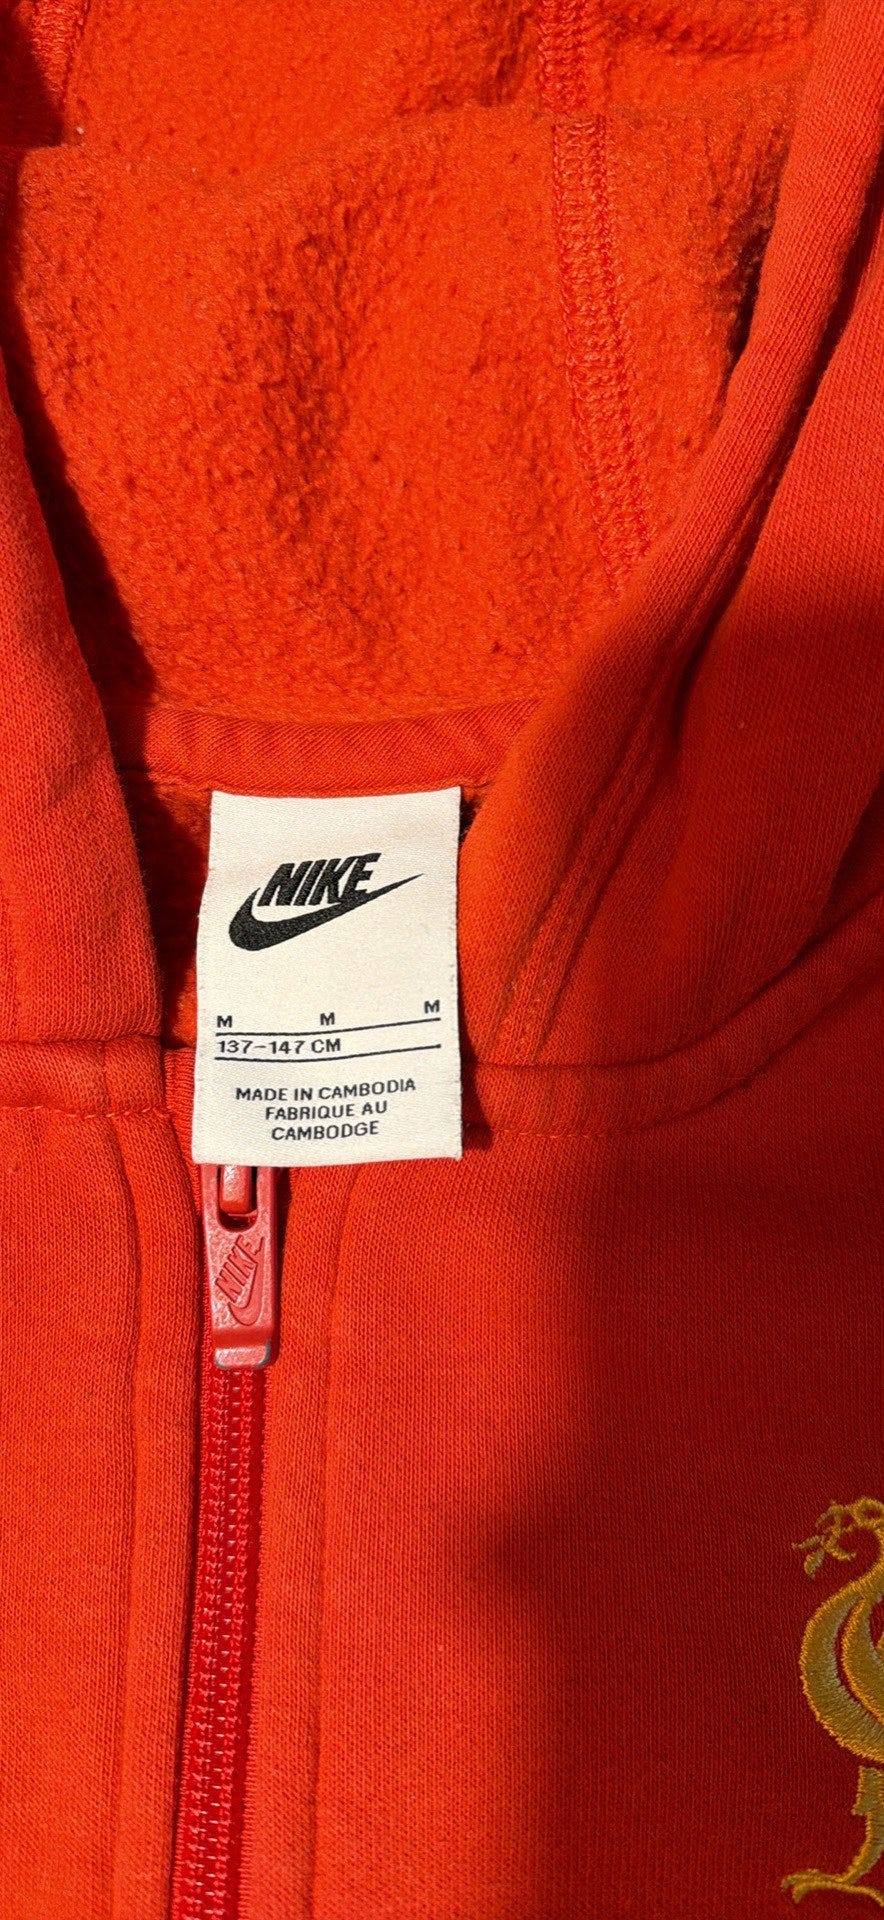 NIKE
M M M
137-147 CM
MADE IN CAMBODIA
FABRIQUE AU
CAMBODGE
NIKE